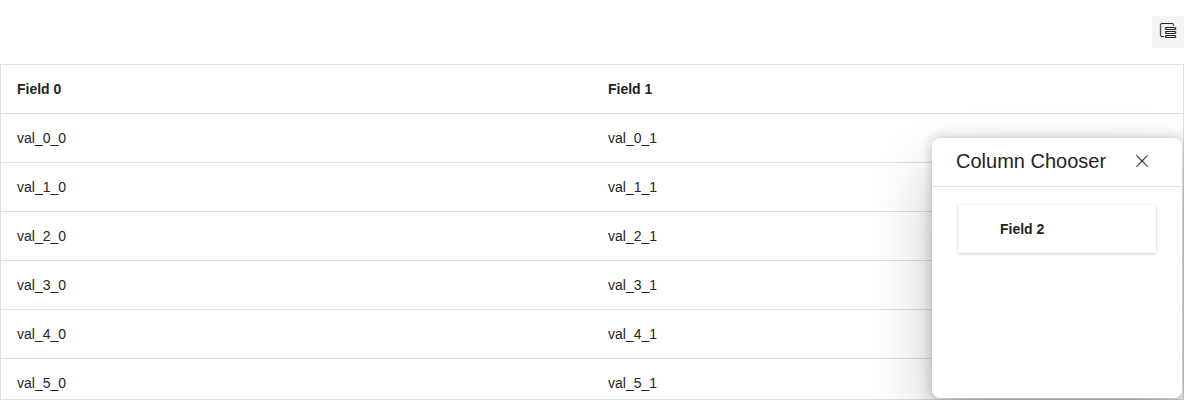 Field 0 Field 1
val_0_0 val_0_1
Column Chooser
val_1_0 val_1_1
Field 2
val_2_0 val_2_1
val_3_0 val_3_1
val_4_0 val_4_1
val_5_0 val_5_1